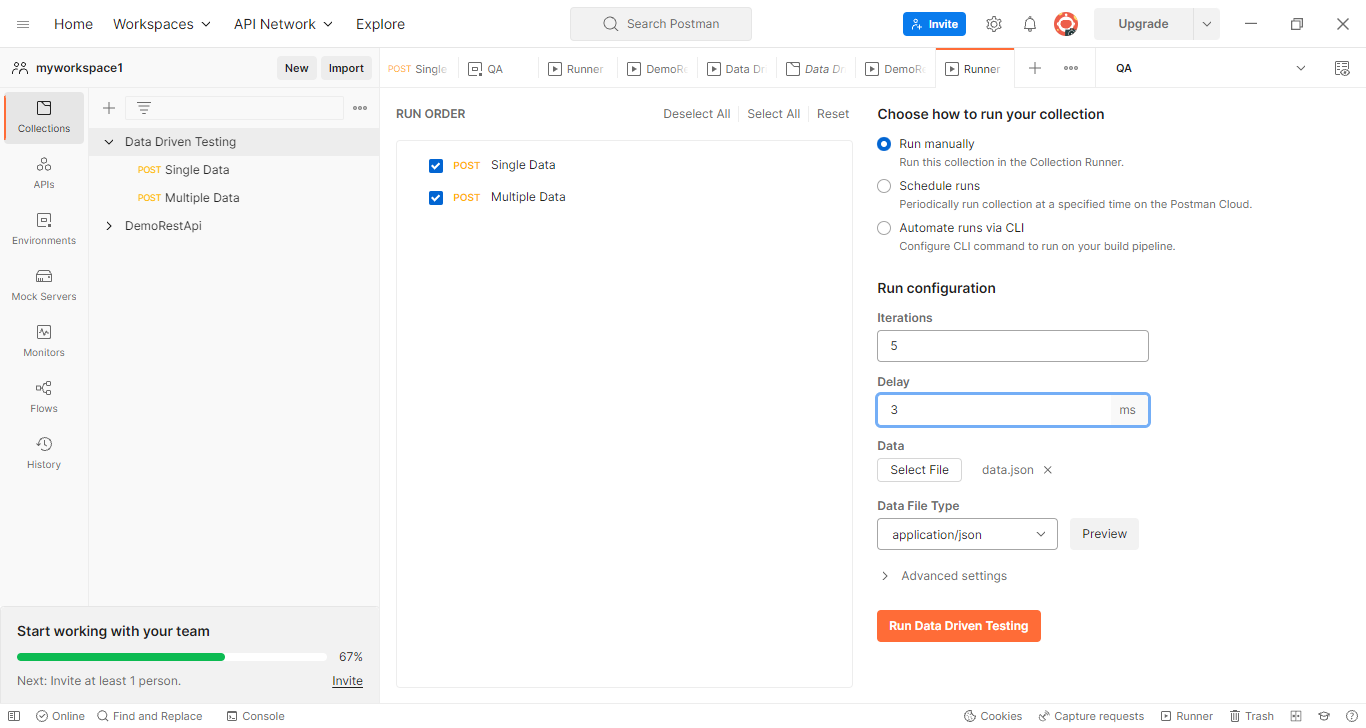 Home Workspaces API Network Explore Search Postman Invite Upgrade
myworkspace1 New Import POST Single QA Runner DemoRe Data Dri Data Dr DemoRe Runner QA
Collections
APIs
Environments
Mock Servers
Monitors
Flows
History
Data Driven Testing
POST Single Data
POST Multiple Data
DemoRestApi
Start working with your team
67%
Next: Invite at least 1 person. Invite
RUN ORDER Deselect All Select All Reset
POST Single Data
POST Multiple Data
Choose how to run your collection
Run manually
Run this collection in the Collection Runner.
Schedule runs
Periodically run collection at a specified time on the Postman Cloud.
Automate runs via CLI
Configure CLI command to run on your build pipeline.
Run configuration
Iterations
5
Delay
3 ms
Data
Select File data.json
Data File Type
application/json Preview
Advanced settings
Run Data Driven Testing
Online Find and Replace Console Cookies Capture requests Runner Trash